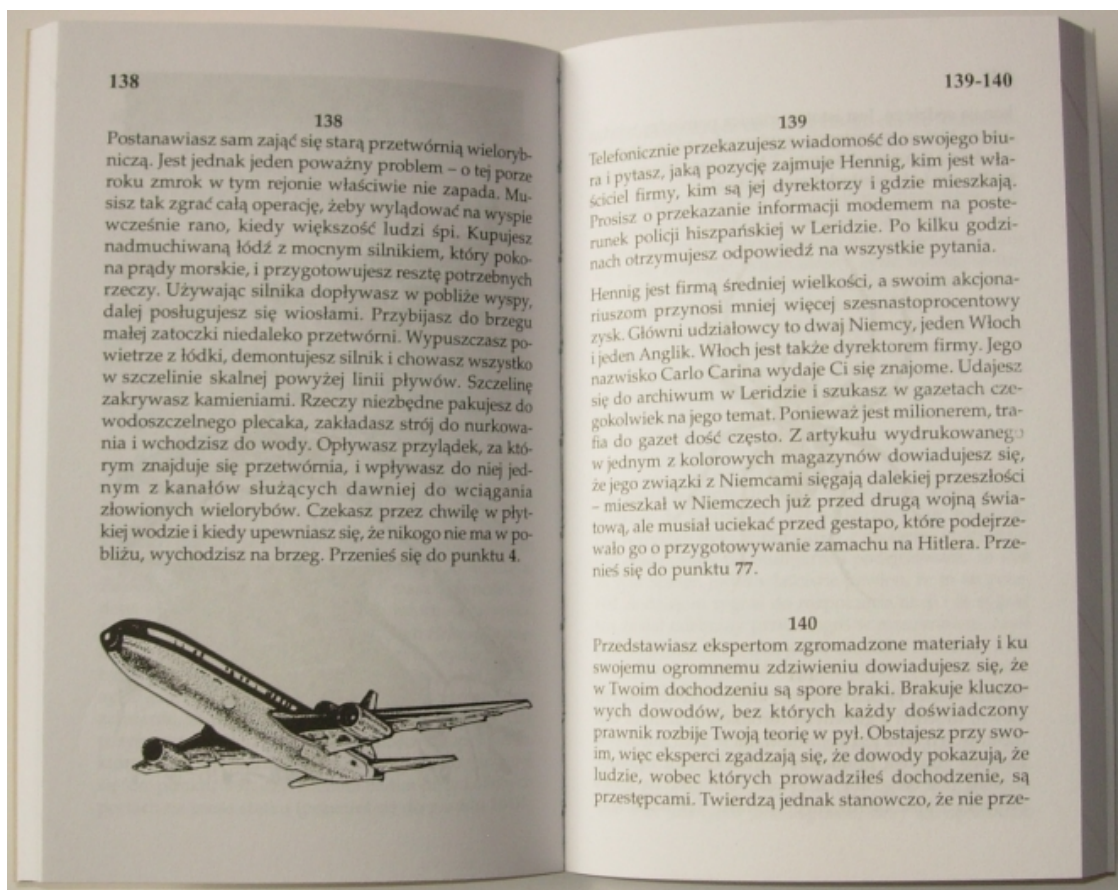 138
138
Postanawiasz sam zająć się starą przetwórnią wieloryb-
niczą. Jest jednak jeden poważny problem – o tej porze
roku zmrok w tym rejonie właściwie nie zapada. Mu-
sisz tak zgrać całą operację, żeby wylądować na wyspie
wcześnie rano, kiedy większość ludzi śpi. Kupujesz
nadmuchiwaną łódź z mocnym silnikiem, który poko-
na prądy morskie, i przygotowujesz resztę potrzebnych
rzeczy. Używając silnika dopływasz w pobliże wyspy,
dalej posługujesz się wiosłami. Przybijasz do brzegu
małej zatoczki niedaleko przetwórni. Wypuszczasz po-
wietrze z łódki, demontujesz silnik i chowasz wszystko
w szczelinie skalnej powyżej linii pływów. Szczelinę
zakrywasz kamieniami. Rzeczy niezbędne pakujesz do
wodoszczelnego plecaka, zakładasz strój do nurkowa-
nia i wchodzisz do wody. Opływasz przylądek, za któ-
rym znajduje się przetwórnia, i wpływasz do niej jed-
nym z kanałów służących dawniej do wciągania
złowionych wielorybów. Czekasz przez chwilę w płyt-
kiej wodzie i kiedy upewniasz się, że nikogo nie ma w po-
bliżu, wychodzisz na brzeg. Przenieś się do punktu 4.
139-140
139
Telefonicznie przekazujesz wiadomość do swojego biu-
ra i pytasz, jaką pozycję zajmuje Hennig, kim jest wła-
ściciel firmy, kim są jej dyrektorzy i gdzie mieszkają.
Prosisz o przekazanie informacji modemem na poste-
runek policji hiszpańskiej w Leridzie. Po kilku godzi-
nach otrzymujesz odpowiedź na wszystkie pytania.
Hennig jest firmą średniej wielkości, a swoim akcjona-
riuszom przynosi mniej więcej szesnastoprocentowy
zysk. Główni udziałowcy to dwaj Niemcy, jeden Włoch
i jeden Anglik. Włoch jest także dyrektorem firmy. Jego
nazwisko Carlo Carina wydaje Ci się znajome. Udajesz
się do archiwum w Leridzie i szukasz w gazetach cze-
gokolwiek na jego temat. Ponieważ jest milionerem, tra-
fia do gazet dość często. Z artykułu wydrukowanego
w jednym z kolorowych magazynów dowiadujesz się,
że jego związki z Niemcami sięgają dalekiej przeszłości
– mieszkał w Niemczech już przed drugą wojną świa-
tową, ale musiał uciekać przed gestapo, które podejrze-
wało go o przygotowywanie zamachu na Hitlera. Prze-
nieś się do punktu 77.
140
Przedstawiasz ekspertom zgromadzone materiały i ku
swojemu ogromnemu zdziwieniu dowiadujesz się, że
w Twoim dochodzeniu są spore braki. Brakuje kluczo-
wych dowodów, bez których każdy doświadczony
prawnik rozbije Twoją teorię w pył. Obstajesz przy swo-
im, więc eksperci zgadzają się, że dowody pokazują, że
ludzie, wobec których prowadziłeś dochodzenie, są
przestępcami. Twierdzą jednak stanowczo, że nie prze-